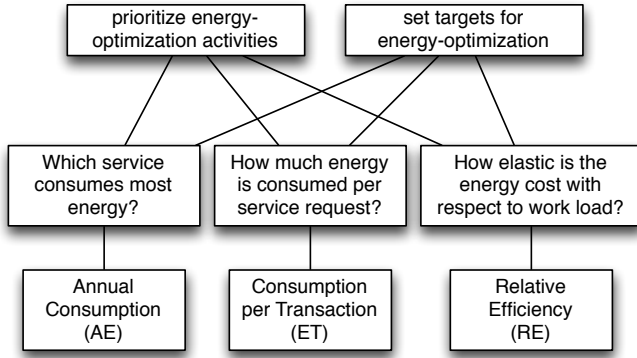 prioritize energy-
optimization activities
set targets for
energy-optimization
Which service
consumes most
energy?
How much energy
is consumed per
service request?
How elastic is the
energy cost with
respect to work load?
Annual
Consumption
(AE)
Consumption
per Transaction
(ET)
Relative
Efficiency
(RE)